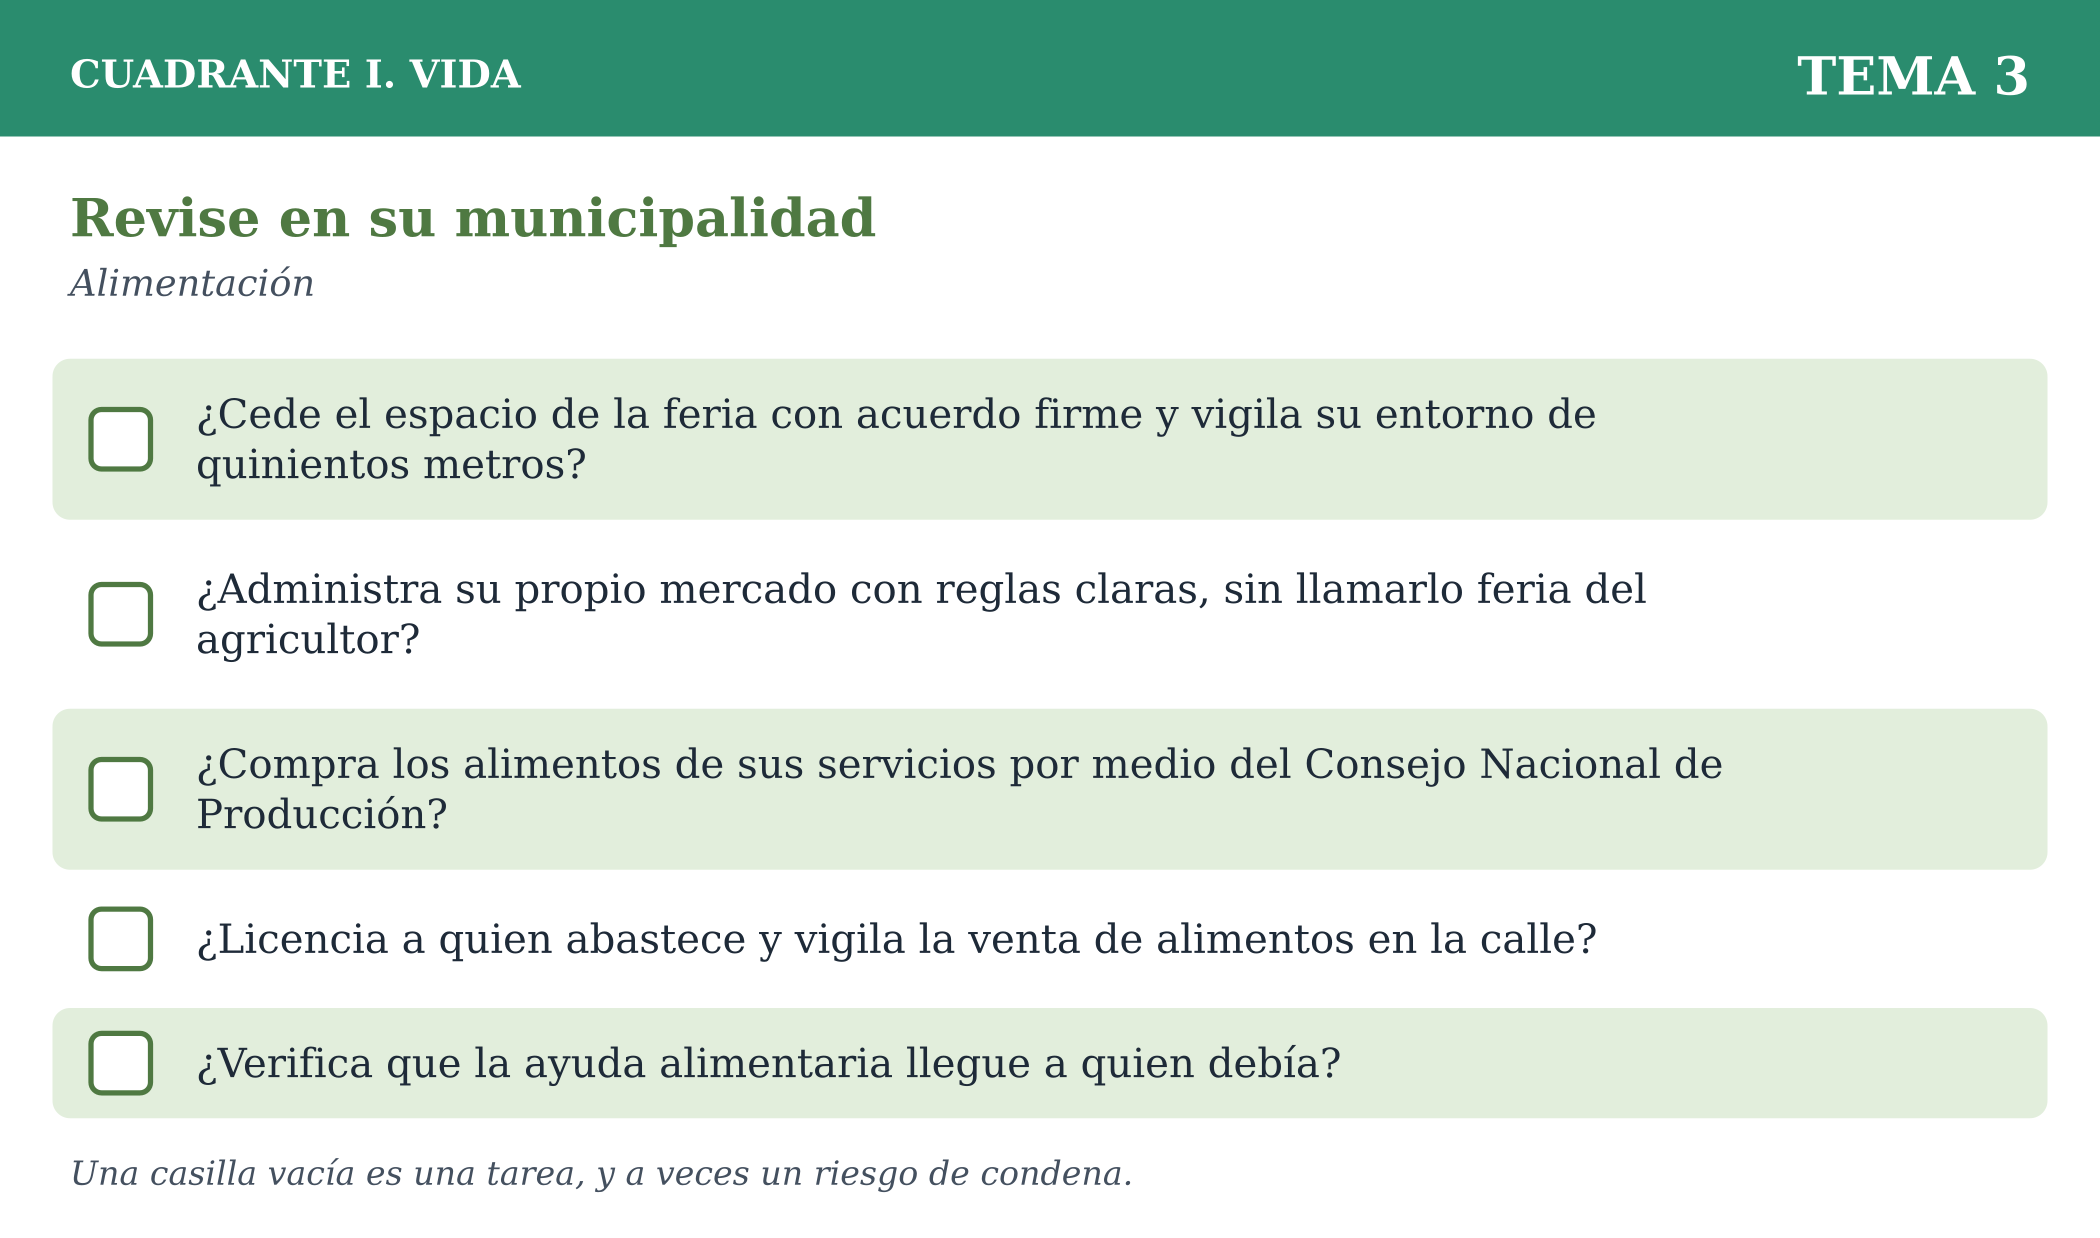 CUADRANTE I. VIDA
TEMA 3
Revise en su municipalidad
Alimentación
¿Cede el espacio de la feria con acuerdo firme y vigila su entorno de
quinientos metros?
¿Administra su propio mercado con reglas claras, sin llamarlo feria del
agricultor?
¿Compra los alimentos de sus servicios por medio del Consejo Nacional de
Producción?
¿Licencia a quien abastece y vigila la venta de alimentos en la calle?
¿Verifica que la ayuda alimentaria llegue a quien debía?
Una casilla vacía es una tarea, y a veces un riesgo de condena.